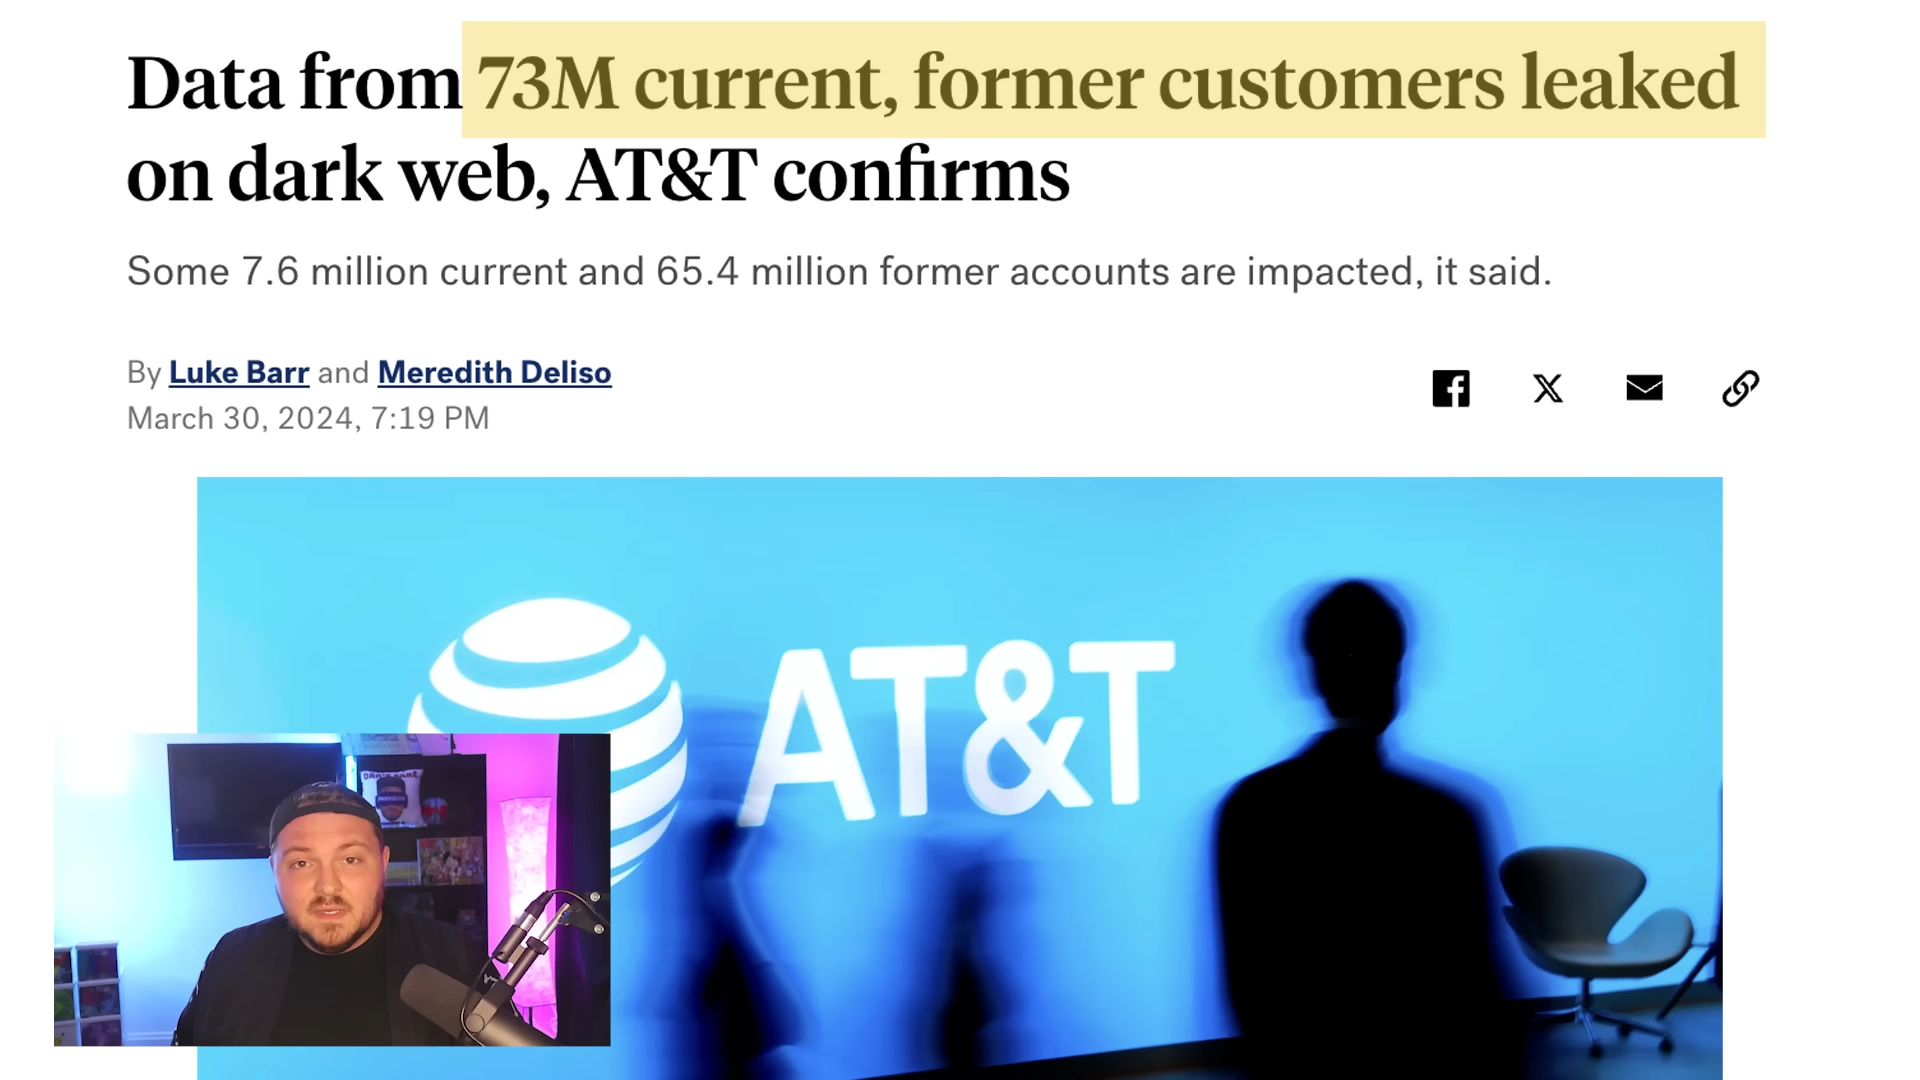 Data from 73M current, former customers leaked
on dark web, AT&T confirms
Some 7.6 million current and 65.4 million former accounts are impacted, it said.
By Luke Barr and Meredith Deliso
March 30, 2024, 7:19 PM
AT&T